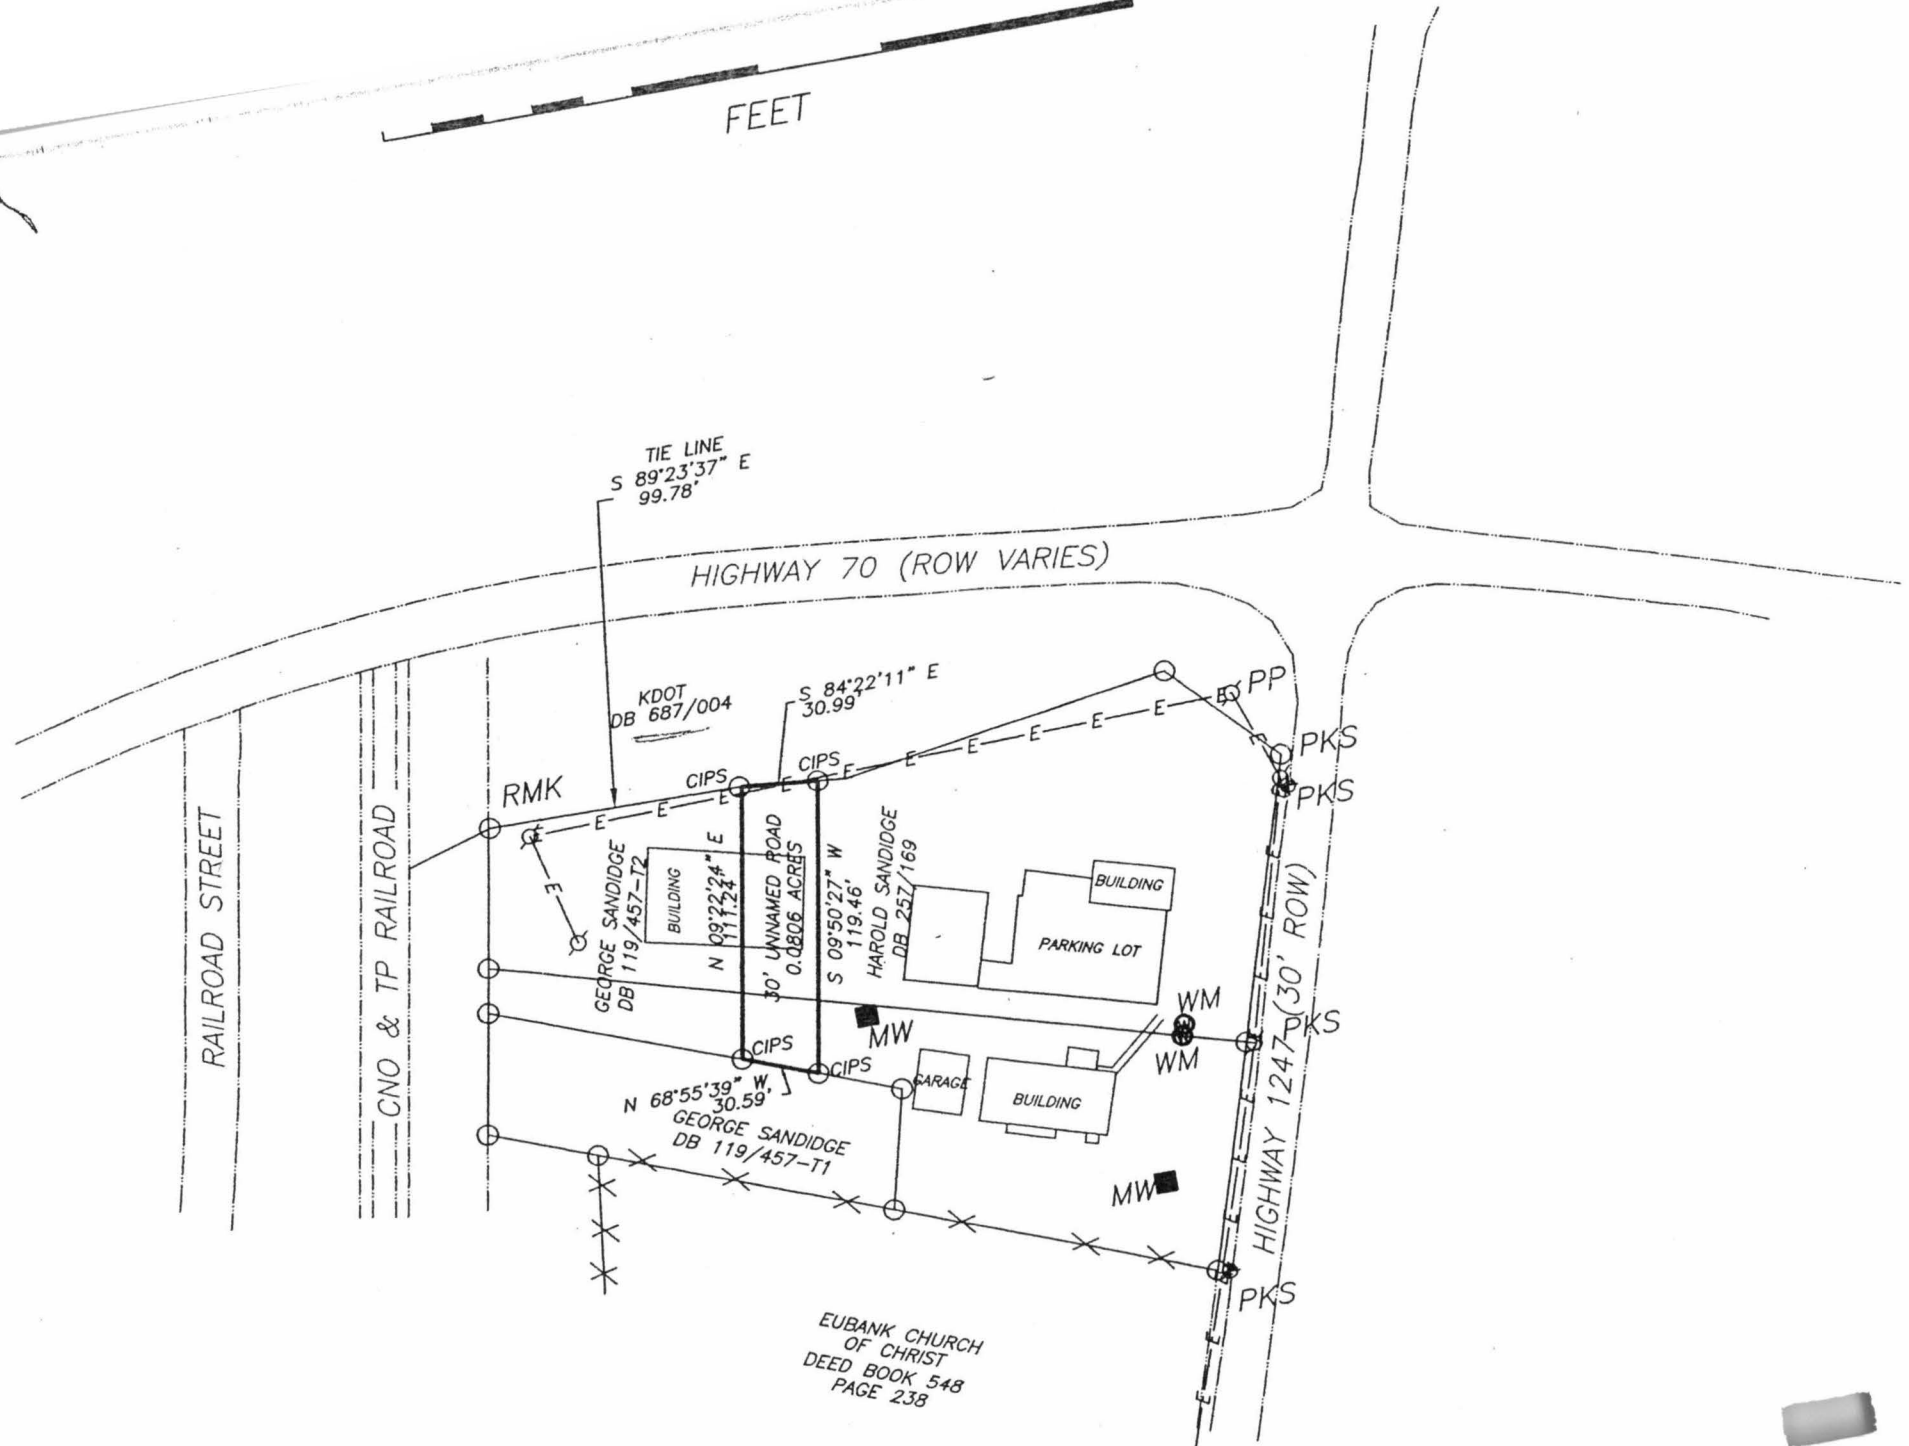 FEET
TIE LINE
S 89°23'37" E
99.78'
HIGHWAY 70 (ROW VARIES)
KDOT
DB 687/004
S 84°22'11" E
30.99'
PP
PKS
PKS
CIPS
CIPS
RMK
E E E E E E E E E E E E
E
E
RAILROAD STREET
CNO & TP RAILROAD
GEORGE SANDIDGE
DB 119/457-T2
BUILDING
N 09°22'24" E
111.24'
30' UNNAMED ROAD
0.0806 ACRES
S 09°50'27" W
119.46'
HAROLD SANDIDGE
DB 257/169
BUILDING
PARKING LOT
WM
WM
MW
PKS
HIGHWAY 1247 (30' ROW)
E E E E E E E E
CIPS
CIPS
N 68°55'39" W
30.59'
GARAGE
BUILDING
GEORGE SANDIDGE
DB 119/457-T1
MW
PKS
EUBANK CHURCH
OF CHRIST
DEED BOOK 548
PAGE 238